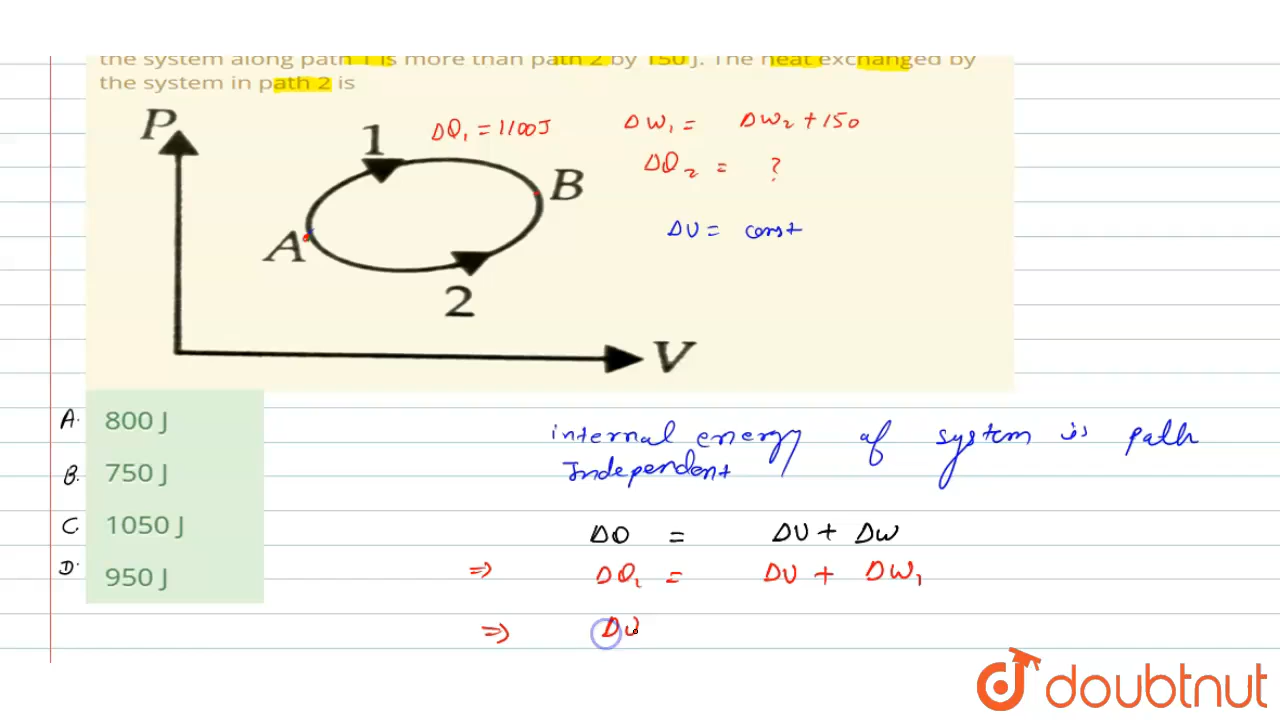 the system along path 1 is more than path 2 by 150 J. The heat exchanged by
the system in path 2 is
P
1
ΔQ₁ = 1100J
ΔW₁ = ΔW₂ + 150
B
ΔQ₂ = ?
A
ΔU = const
2
V
A. 800 J
B. 750 J
C. 1050 J
D. 950 J
internal energy of system is path
Independent
ΔQ = ΔU + ΔW
⇒ ΔQ₁ = ΔU + ΔW₁
⇒ ΔU
doubtnut